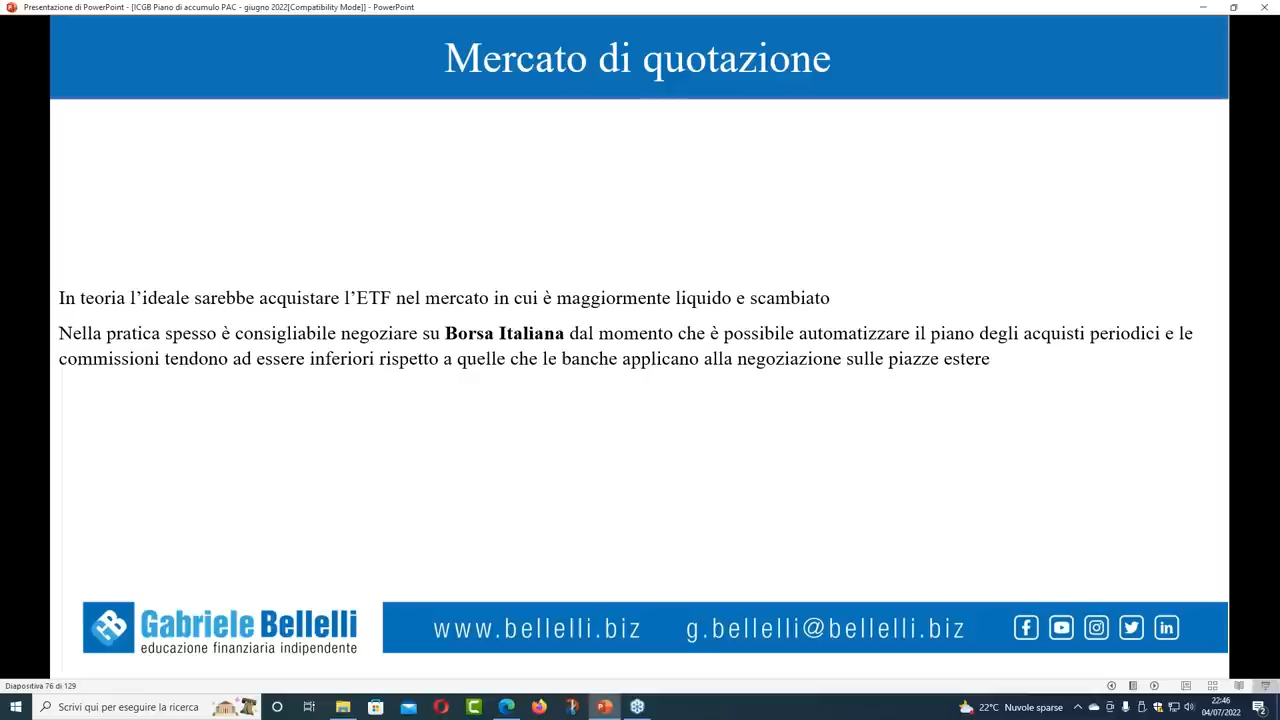 Presentazione di PowerPoint - [ICGB Piano di accumulo PAC - giugno 2022[Compatibility Mode]] - PowerPoint
Mercato di quotazione
In teoria l’ideale sarebbe acquistare l’ETF nel mercato in cui è maggiormente liquido e scambiato
Nella pratica spesso è consigliabile negoziare su Borsa Italiana dal momento che è possibile automatizzare il piano degli acquisti periodici e le
commissioni tendono ad essere inferiori rispetto a quelle che le banche applicano alla negoziazione sulle piazze estere
Gabriele Bellelli
educazione finanziaria indipendente
www.bellelli.biz g.bellelli@bellelli.biz
Diapositiva 76 di 129
Scrivi qui per eseguire la ricerca
22°C Nuvole sparse
22:46
04/07/2022
2